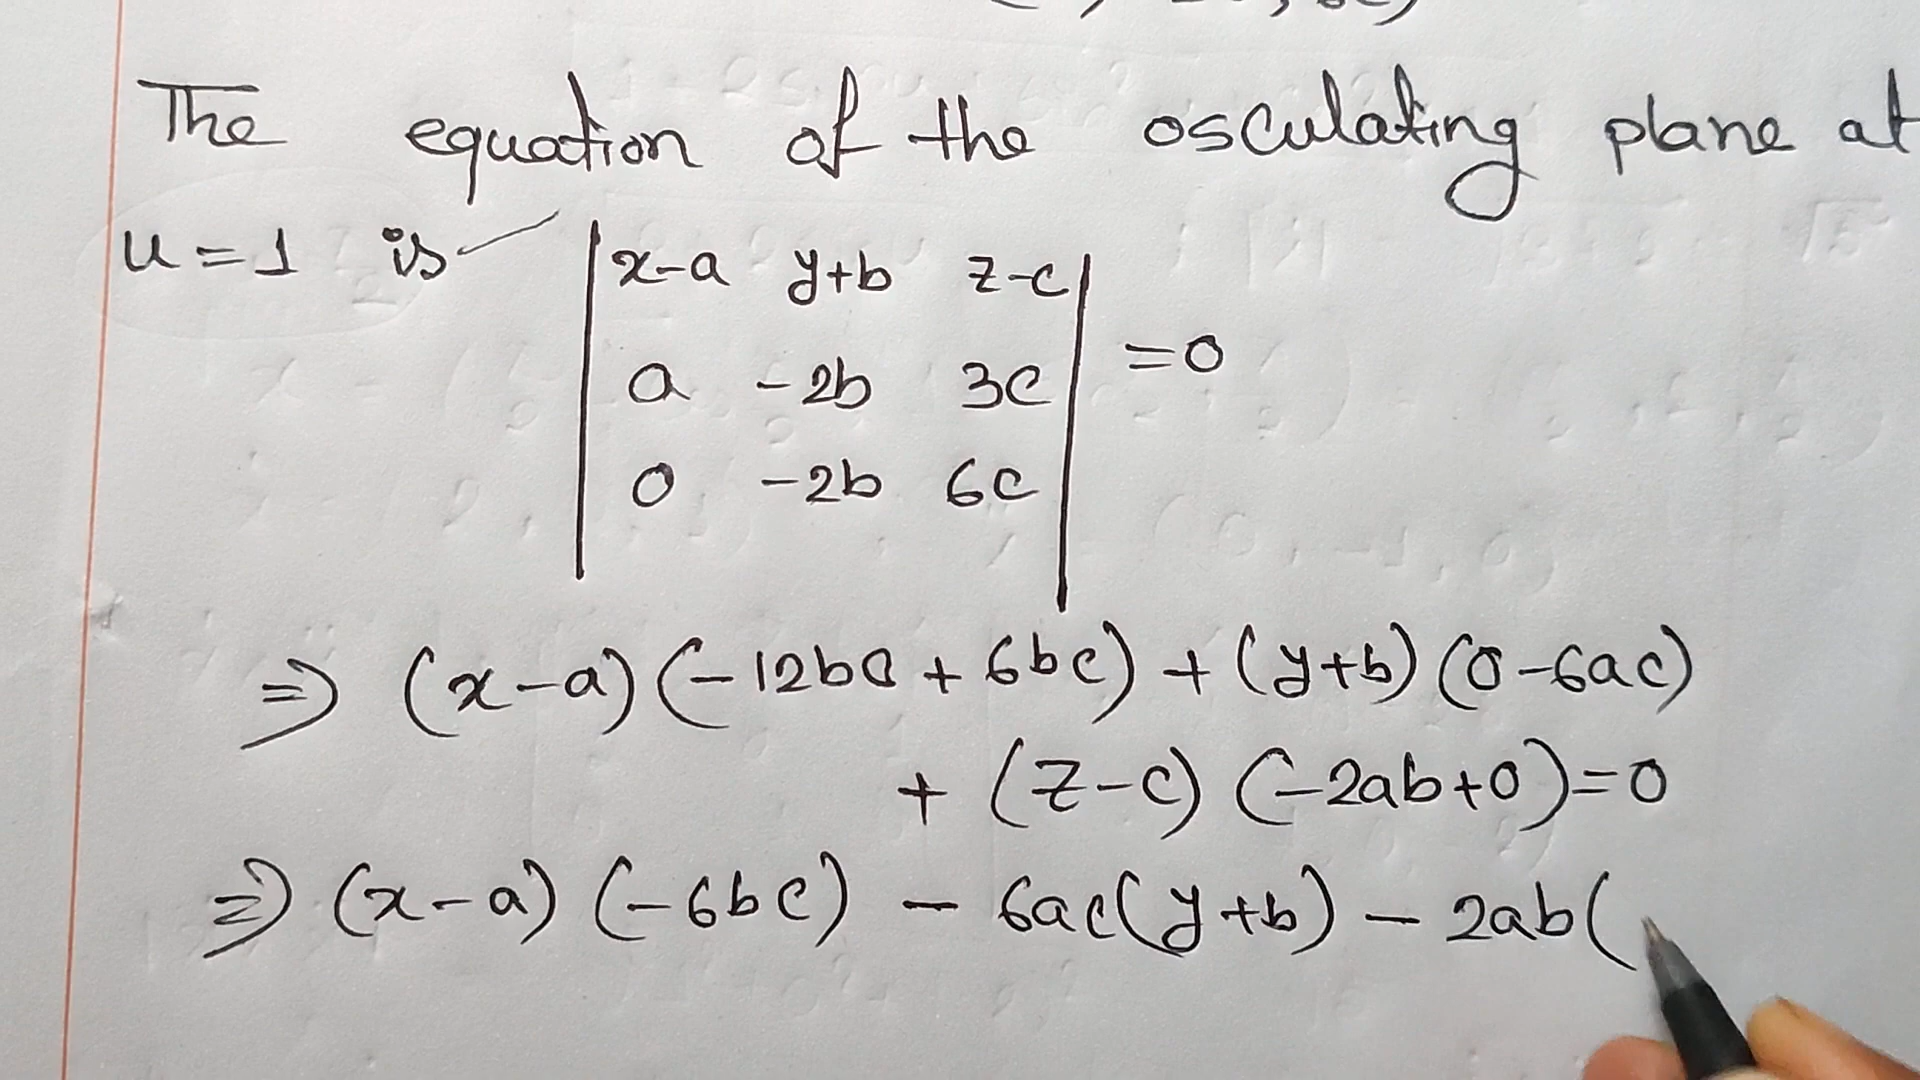 The equation of the osculating plane at
u=1 is | x-a y+b z-c |
| a -2b 3c | =0
| 0 -2b 6c |
⇒ (x-a)(-12bc + 6bc) + (y+b)(0-6ac)
+ (z-c) (-2ab+0)=0
⇒ (x-a) (-6bc) - 6ac(y+b) - 2ab(